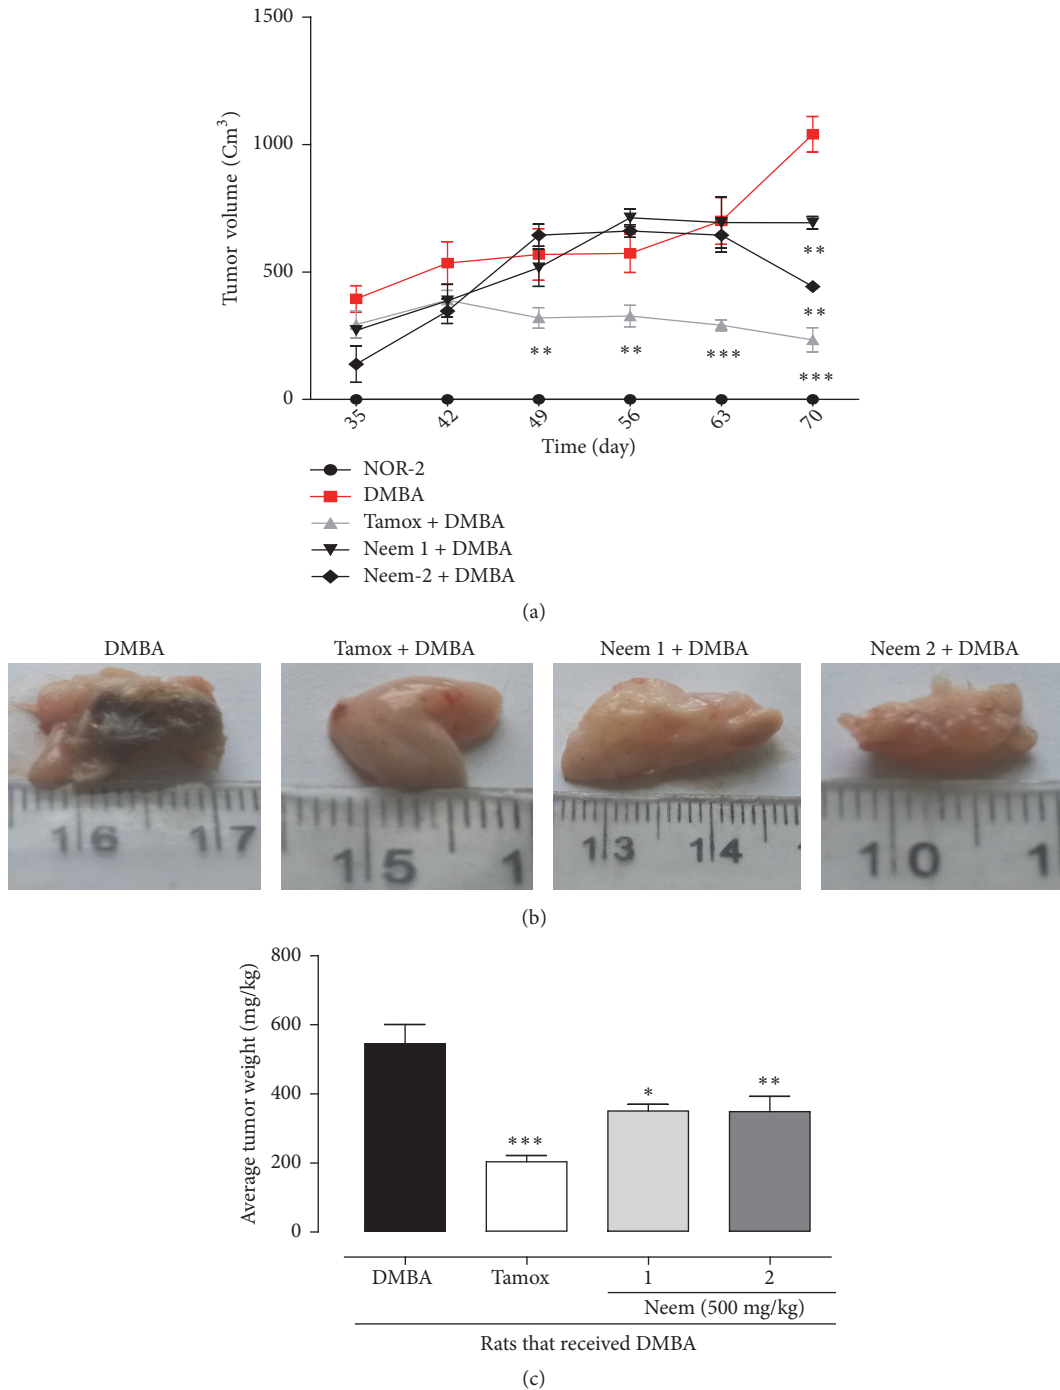 1500
1000
500
0
Tumor volume (Cm³)
35 42 49 56 63 70
** ** *** ** ** ***
Time (day)
NOR-2
DMBA
Tamox + DMBA
Neem 1 + DMBA
Neem-2 + DMBA
(a)
DMBA Tamox + DMBA Neem 1 + DMBA Neem 2 + DMBA
16 17 15 1 13 14 10 1
(b)
800
600
400
200
0
Average tumor weight (mg/kg)
*** * **
DMBA Tamox 1 2
Neem (500 mg/kg)
Rats that received DMBA
(c)